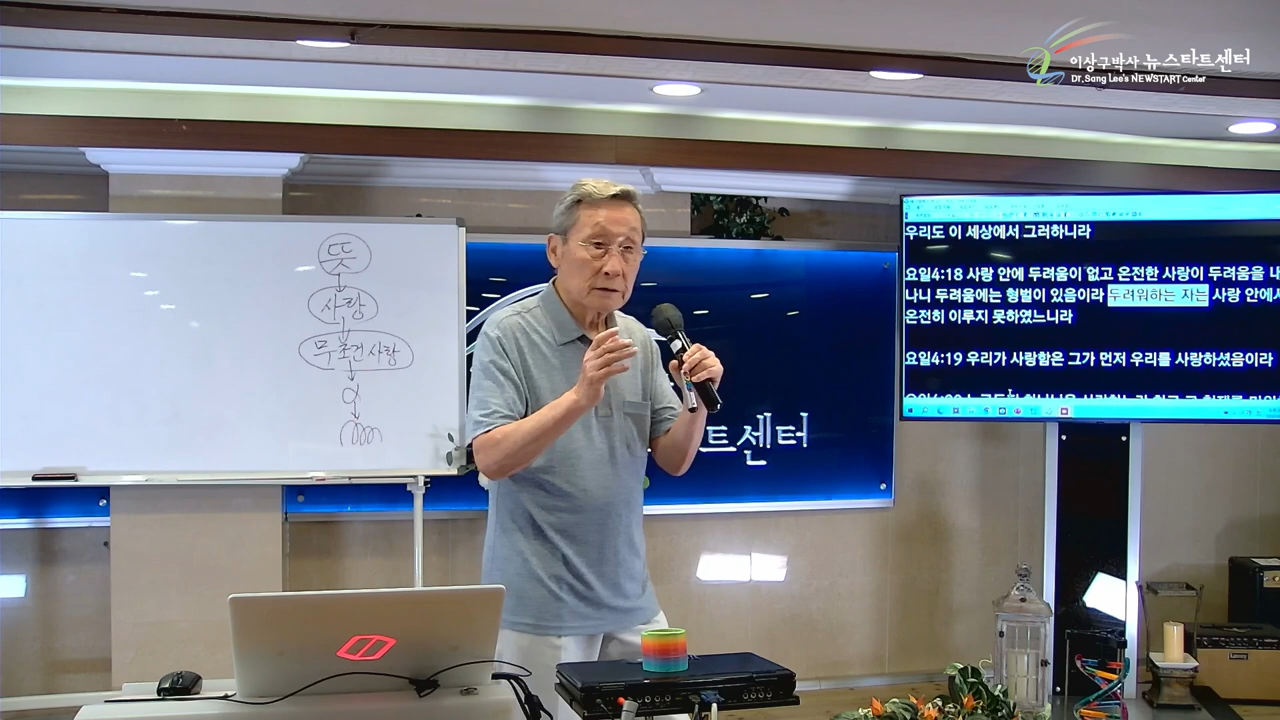 이상구박사 뉴스타트센터
Dr. Sang Lee's NEWSTART Center
뜻
사랑
무조건사랑
우리도 이 세상에서 그러하니라
요일4:18 사랑 안에 두려움이 없고 온전한 사랑이 두려움을 내
나니 두려움에는 형벌이 있음이라 두려워하는 자는 사랑 안에서
온전히 이루지 못하였느니라
요일4:19 우리가 사랑함은 그가 먼저 우리를 사랑하셨음이라
트센터
Laney